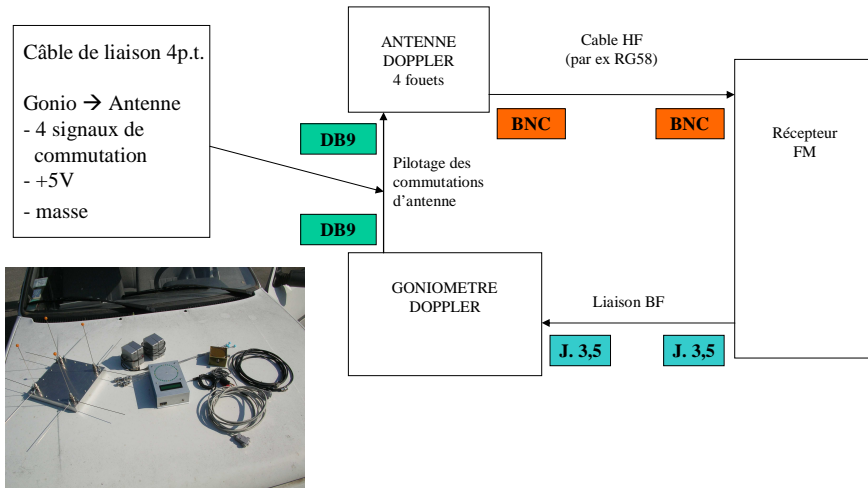 Câble de liaison 4p.t.
Gonio → Antenne
- 4 signaux de
commutation
- +5V
- masse
ANTENNE
DOPPLER
4 fouets
Cable HF
(par ex RG58)
BNC
BNC
DB9
Récepteur
FM
Pilotage des
commutations
d'antenne
DB9
GONIOMETRE
DOPPLER
Liaison BF
J. 3,5
J. 3,5